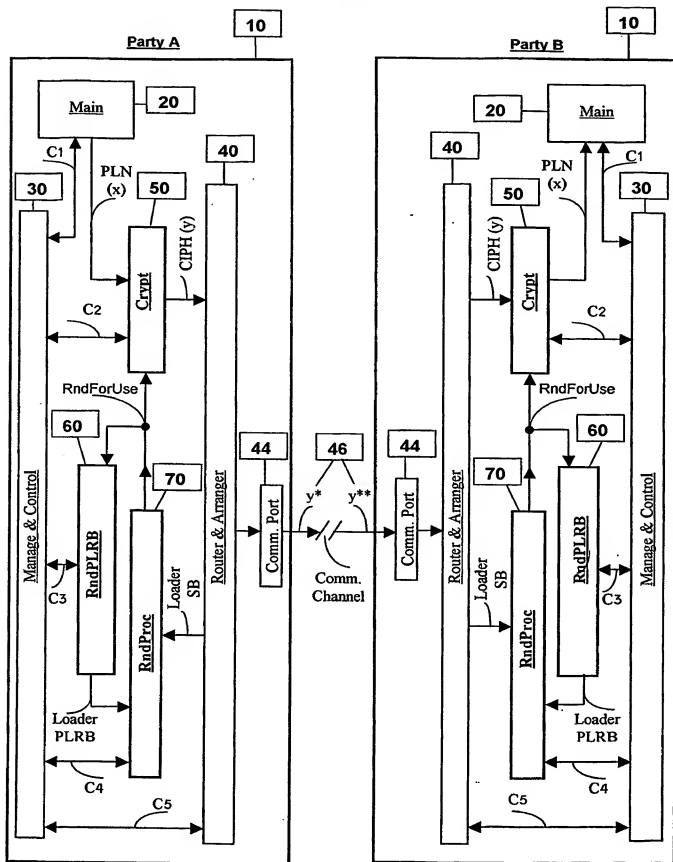 10
10
Party A
Party B
Main
20
20
Main
C1
40
40
C1
30
PLN
(x)
50
CIPH (y)
50
PLN
(x)
30
CIPH (y)
Crypt
Crypt
C2
C2
RndForUse
RndForUse
60
60
70
44
46
44
70
Manage & Control
RndPLRB
Router & Arranger
Comm. Port
y*
y**
Comm. Port
Router & Arranger
RndPLRB
Manage & Control
Comm.
Channel
C3
RndProc
Loader
SB
Loader
SB
RndProc
C3
Loader
PLRB
Loader
PLRB
C4
C4
C5
C5